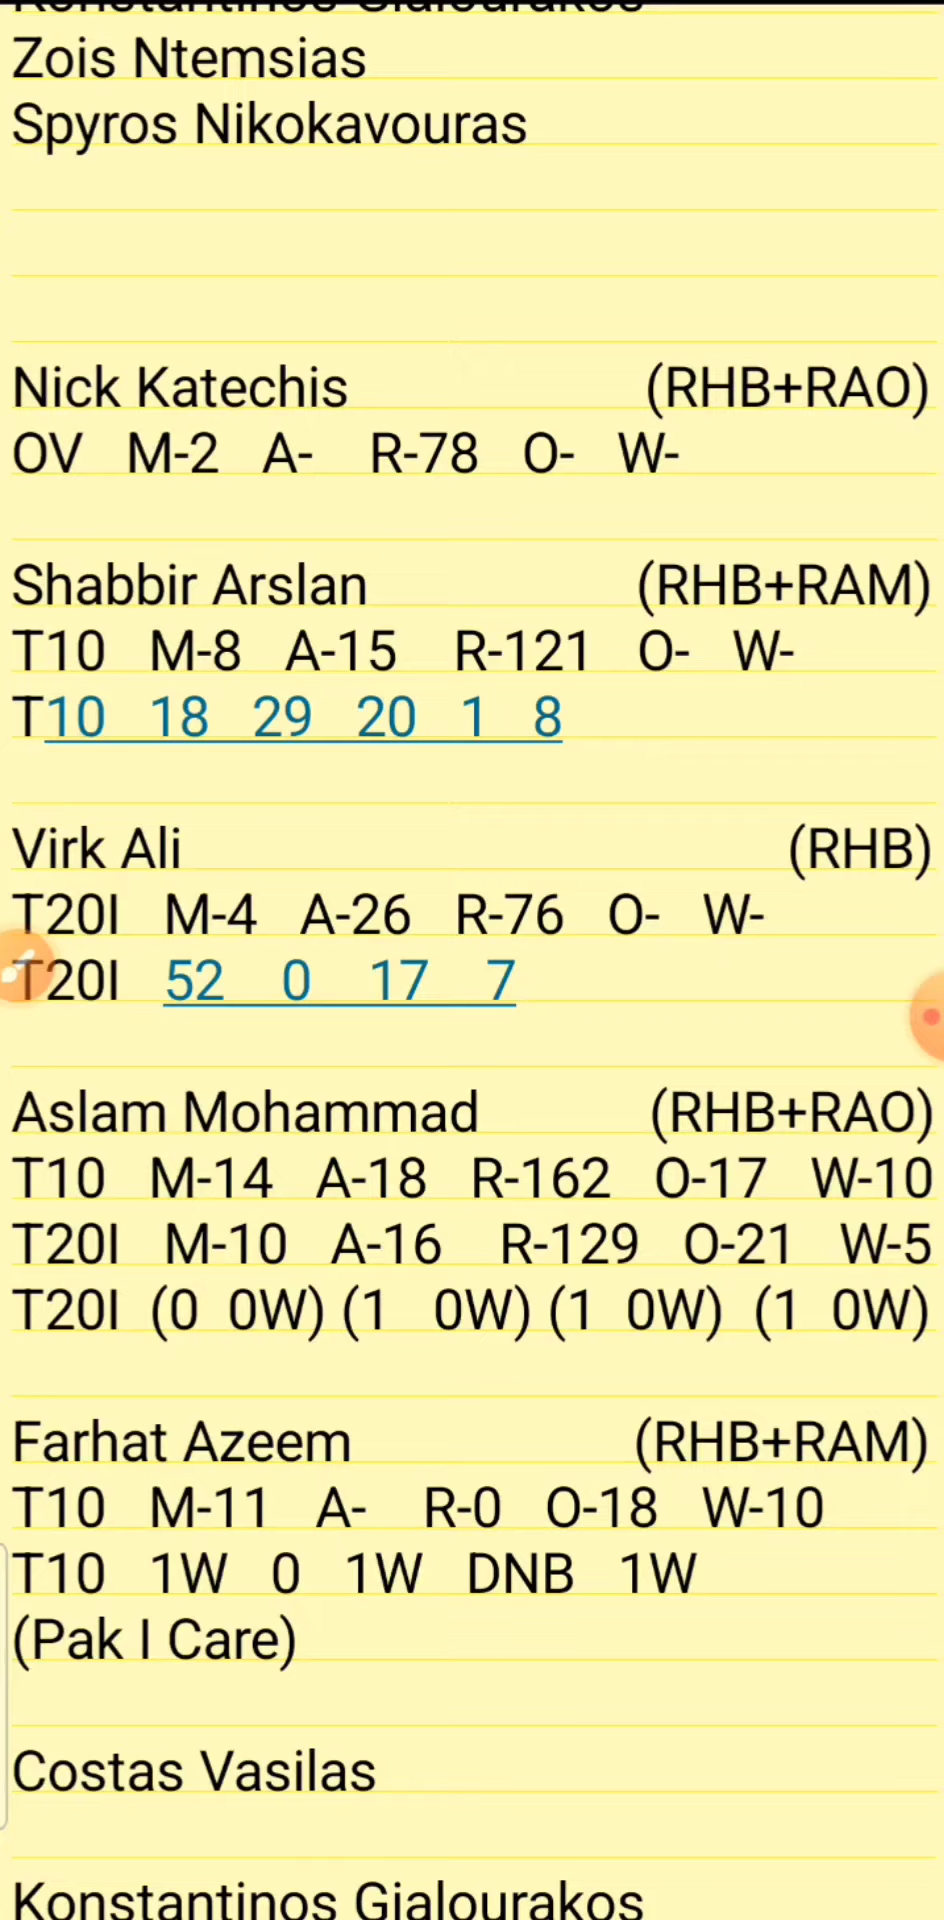 Konstantinos Gialourakos
Zois Ntemsias
Spyros Nikokavouras
Nick Katechis (RHB+RAO)
OV M-2 A- R-78 O- W-
Shabbir Arslan (RHB+RAM)
T10 M-8 A-15 R-121 O- W-
T10 18 29 20 1 8
Virk Ali (RHB)
T20I M-4 A-26 R-76 O- W-
T20I 52 0 17 7
Aslam Mohammad (RHB+RAO)
T10 M-14 A-18 R-162 O-17 W-10
T20I M-10 A-16 R-129 O-21 W-5
T20I (0 0W) (1 0W) (1 0W) (1 0W)
Farhat Azeem (RHB+RAM)
T10 M-11 A- R-0 O-18 W-10
T10 1W 0 1W DNB 1W
(Pak I Care)
Costas Vasilas
Konstantinos Gialourakos